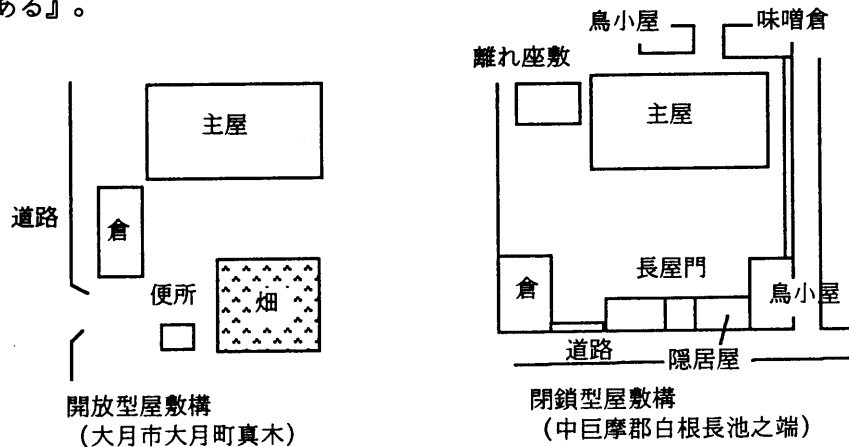 ある』。
主屋
倉
道路
便所
畑
開放型屋敷構
(大月市大月町真木)
鳥小屋
味噌倉
離れ座敷
主屋
倉
長屋門
鳥小屋
道路
隠居屋
閉鎖型屋敷構
(中巨摩郡白根長池之端)